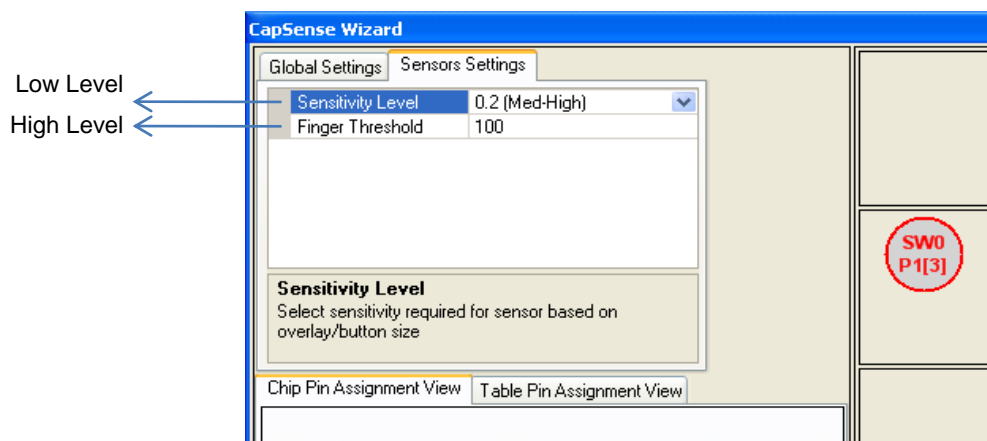 CapSense Wizard
Global Settings Sensors Settings
Low Level
Sensitivity Level 0.2 (Med-High)
High Level
Finger Threshold 100
SW0
P1[3]
Sensitivity Level
Select sensitivity required for sensor based on
overlay/button size
Chip Pin Assignment View Table Pin Assignment View